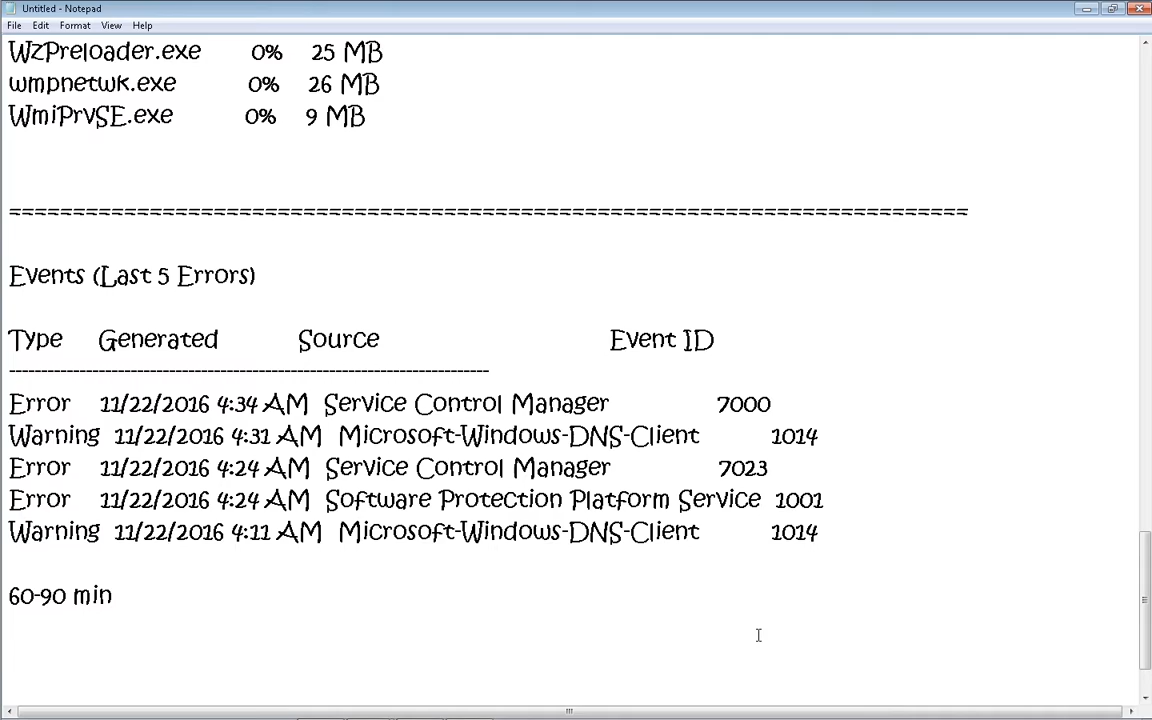 Untitled - Notepad
File Edit Format View Help
WzPreloader.exe 0% 25 MB
wmpnetwk.exe 0% 26 MB
WmiPrvSE.exe 0% 9 MB
===========================================================================
Events (Last 5 Errors)
Type Generated Source Event ID
---------------------------------------------------------------------------
Error 11/22/2016 4:34 AM Service Control Manager 7000
Warning 11/22/2016 4:31 AM Microsoft-Windows-DNS-Client 1014
Error 11/22/2016 4:24 AM Service Control Manager 7023
Error 11/22/2016 4:24 AM Software Protection Platform Service 1001
Warning 11/22/2016 4:11 AM Microsoft-Windows-DNS-Client 1014
60-90 min